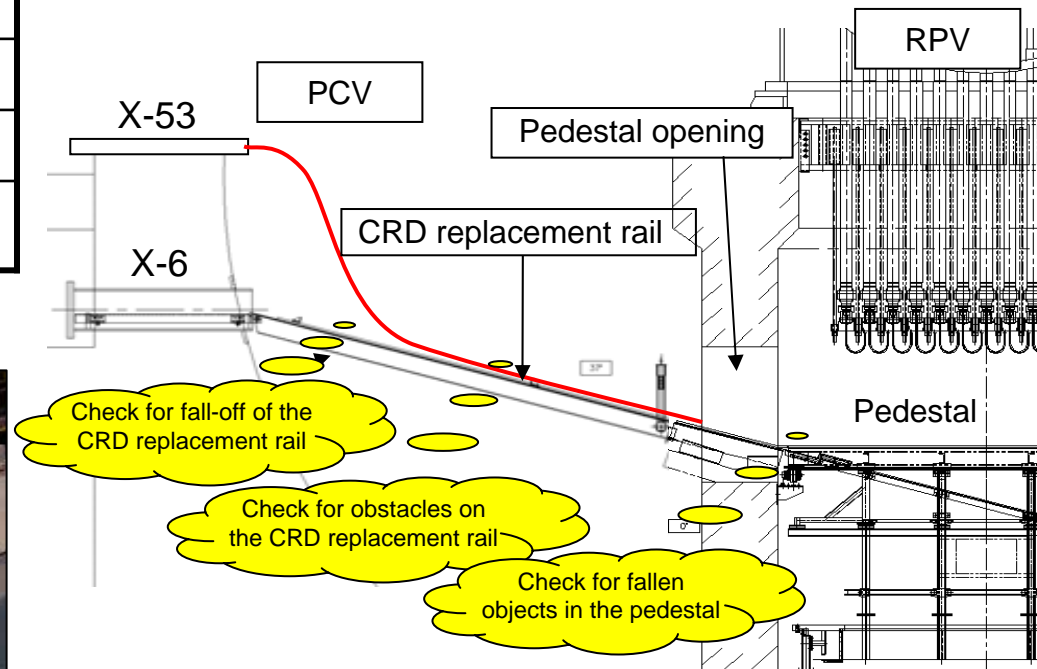 RPV
PCV
X-53
Pedestal opening
CRD replacement rail
X-6
37°
Check for fall-off of the
CRD replacement rail
Pedestal
Check for obstacles on
the CRD replacement rail
0°
Check for fallen
objects in the pedestal